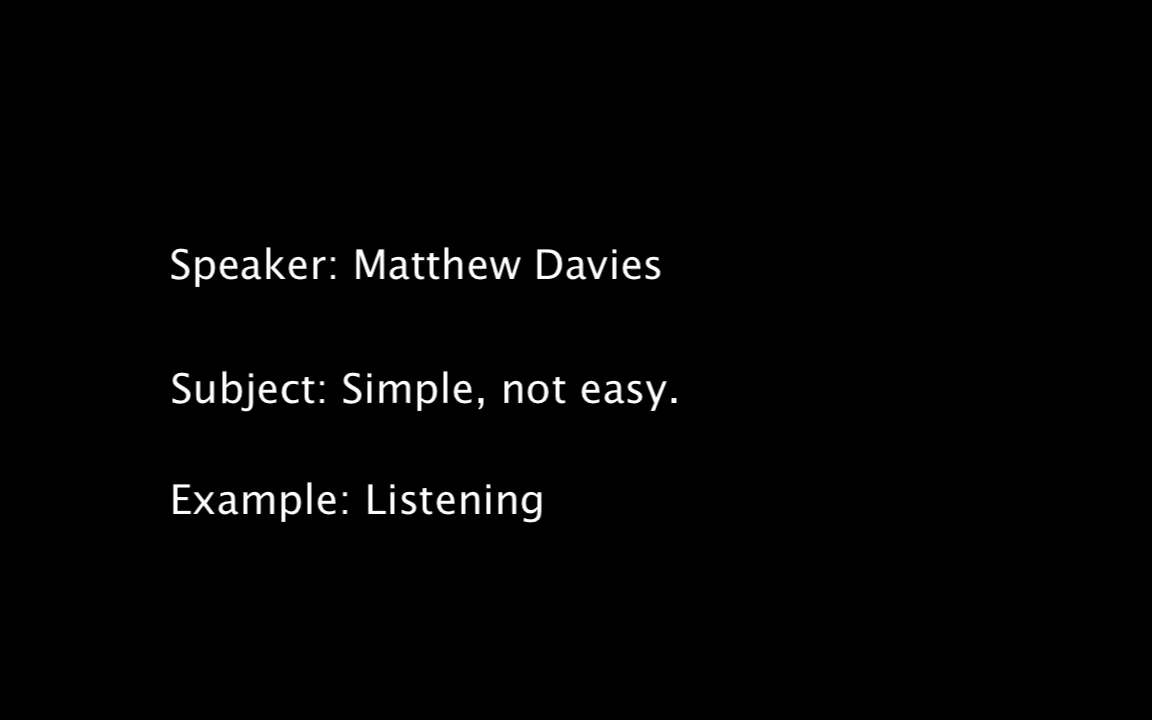 Speaker: Matthew Davies
Subject: Simple, not easy.
Example: Listening